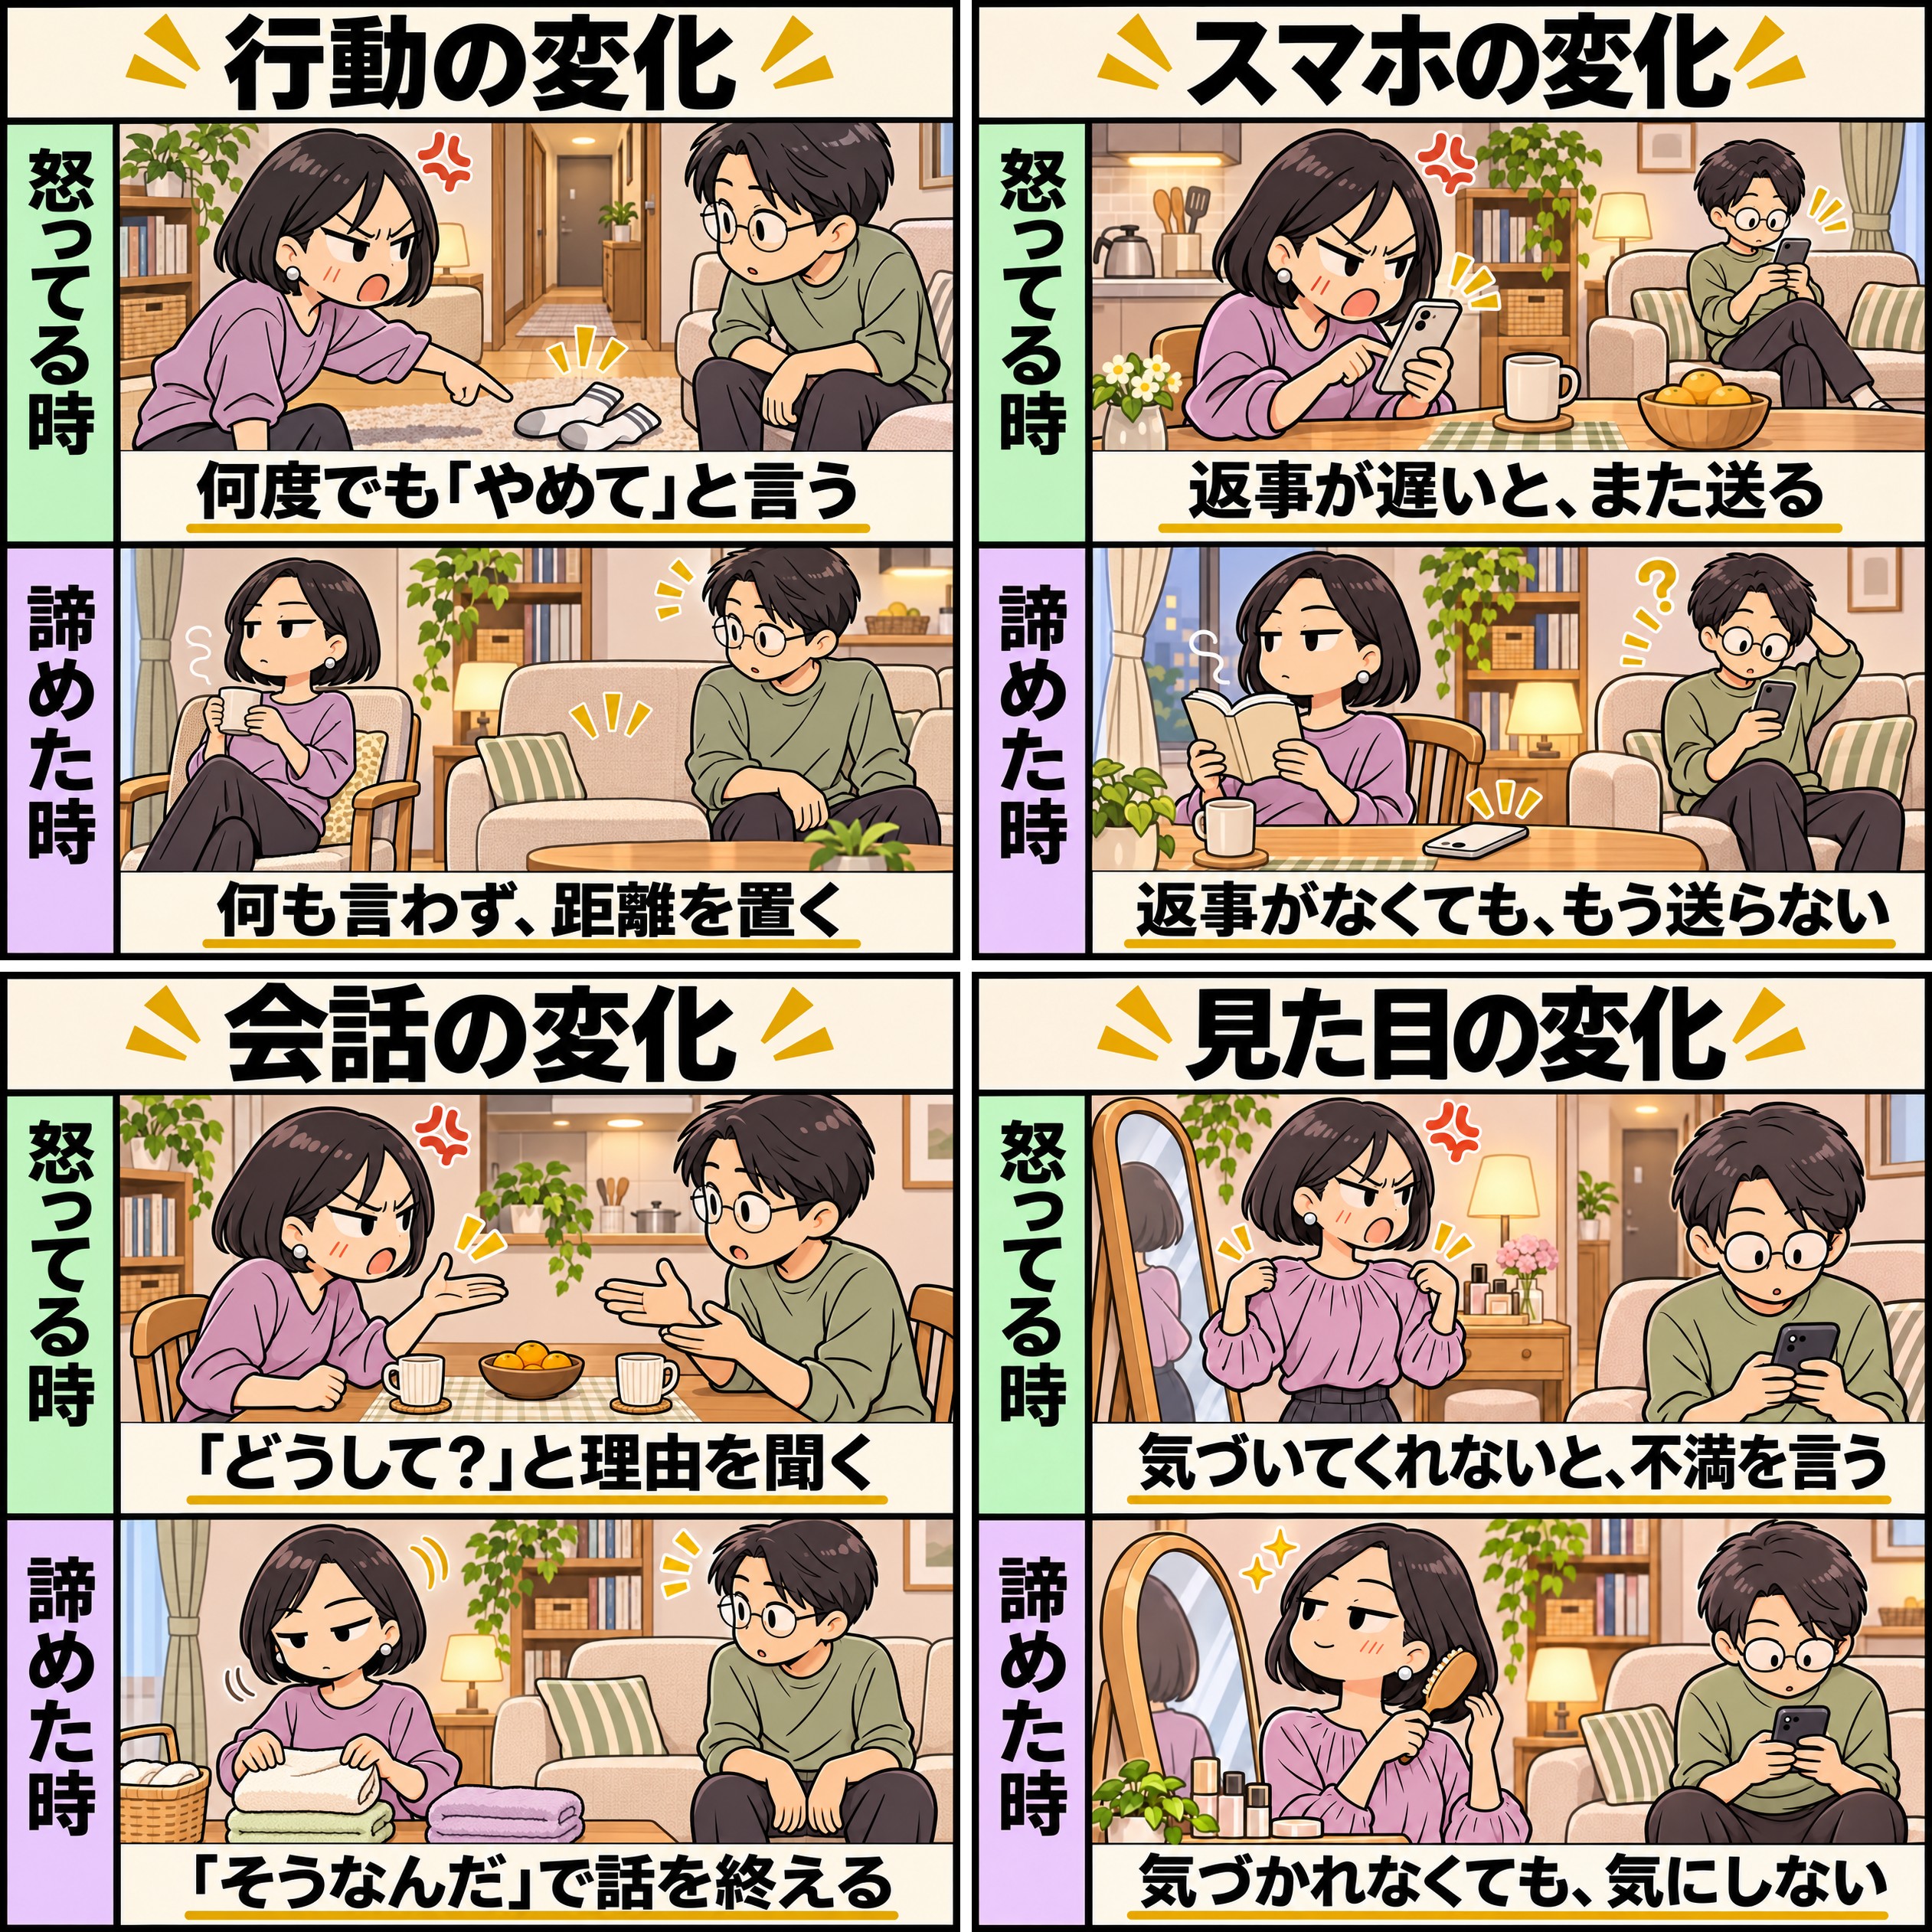 行動の変化
怒ってる時
何度でも「やめて」と言う
諦めた時
何も言わず、距離を置く
スマホの変化
怒ってる時
返事が遅いと、また送る
諦めた時
返事がなくても、もう送らない
会話の変化
怒ってる時
「どうして?」と理由を聞く
諦めた時
「そうなんだ」で話を終える
見た目の変化
怒ってる時
気づいてくれないと、不満を言う
諦めた時
気づかれなくても、気にしない